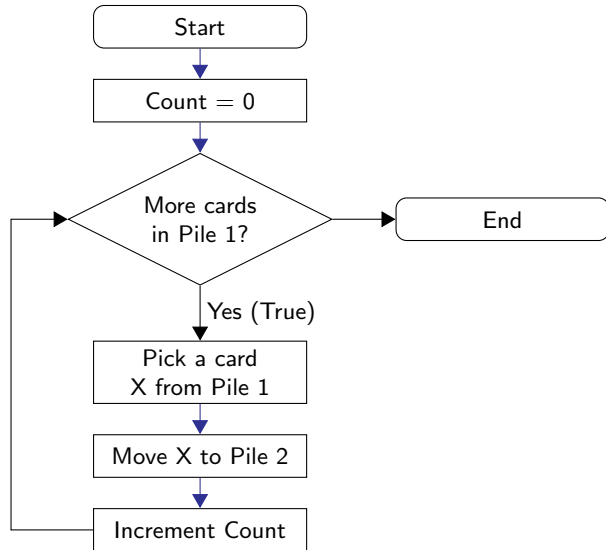 Start
Count = 0
More cards
in Pile 1?
End
Yes (True)
Pick a card
X from Pile 1
Move X to Pile 2
Increment Count